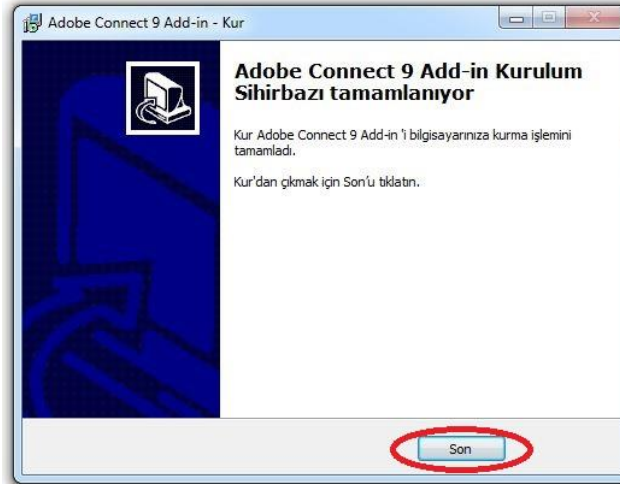 Adobe Connect 9 Add-in - Kur
Adobe Connect 9 Add-in Kurulum
Sihirbazı tamamlanıyor
Kur Adobe Connect 9 Add-in 'i bilgisayarınıza kurma işlemini
tamamladı.
Kur'dan çıkmak için Son'u tıklatın.
Son